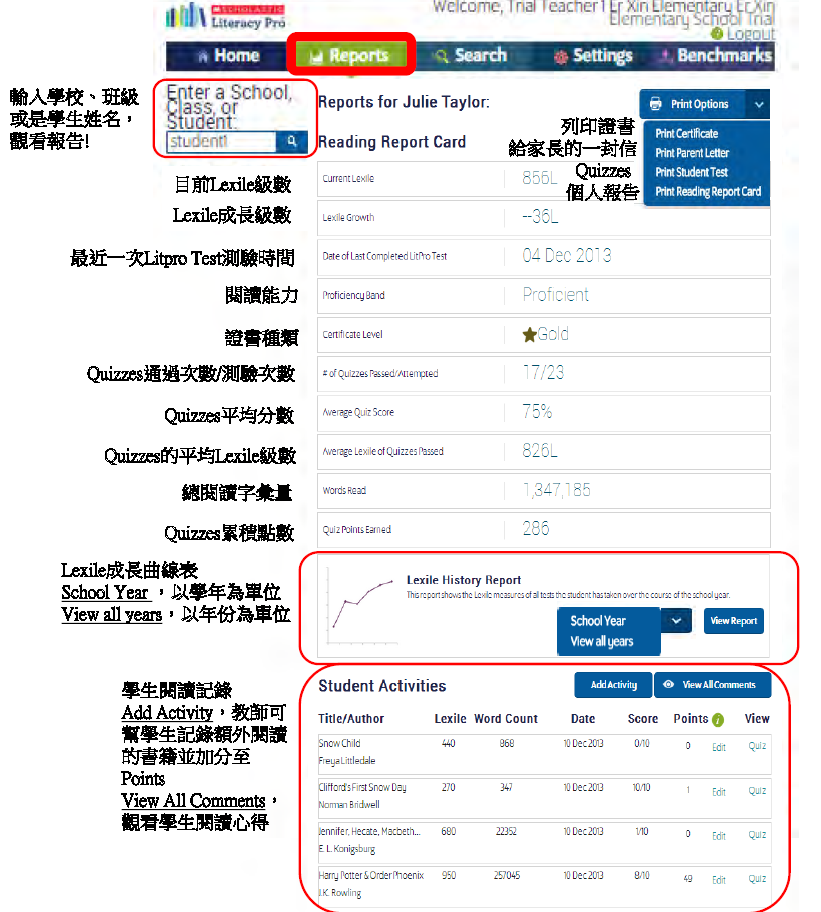 SCHOLASTIC
Literacy Pro
Welcome, Trial Teacher1 Er Xin Elementary Er Xin
Elementary School Trial
Logout
Home
Reports
Search
Settings
Benchmarks
輸入學校、班級
或是學生姓名，
觀看報告!
Enter a School,
Class, or
Student:
student1
Reports for Julie Taylor:
Print Options
列印證書
給家長的一封信
Quizzes
個人報告
Print Certificate
Print Parent Letter
Print Student Test
Print Reading Report Card
Reading Report Card
目前Lexile級數
Current Lexile
855L
Lexile成長級數
Lexile Growth
--36L
最近一次Litpro Test測驗時間
Date of Last Completed LitPro Test
04 Dec 2013
閱讀能力
Proficiency Band
Proficient
證書種類
Certificate Level
Gold
Quizzes通過次數/測驗次數
# of Quizzes Passed/Attempted
17/23
Quizzes平均分數
Average Quiz Score
75%
Quizzes的平均Lexile級數
Average Lexile of Quizzes Passed
826L
總閱讀字彙量
Words Read
1,347,185
Quizzes累積點數
Quiz Points Earned
286
Lexile成長曲線表
School Year ，以學年為單位
View all years，以年份為單位
Lexile History Report
This report shows the Lexile measures of all tests the student has taken over the course of the school year.
School Year
View all years
View Report
學生閱讀記錄
Add Activity，教師可
幫學生記錄額外閱讀
的書籍並加分至
Points
View All Comments，
觀看學生閱讀心得
Student Activities
Add Activity
View All Comments
Title/Author Lexile Word Count Date Score Points View
Snow Child 440 868 10 Dec 2013 0/10 0 Edit Quiz
Freya Littledale
Clifford's First Snow Day 270 347 10 Dec 2013 10/10 1 Edit Quiz
Norman Bridwell
Jennifer, Hecate, Macbeth... 680 22352 10 Dec 2013 1/10 0 Edit Quiz
E. L. Konigsburg
Harry Potter & Order Phoenix 950 257045 10 Dec 2013 8/10 49 Edit Quiz
J.K. Rowling